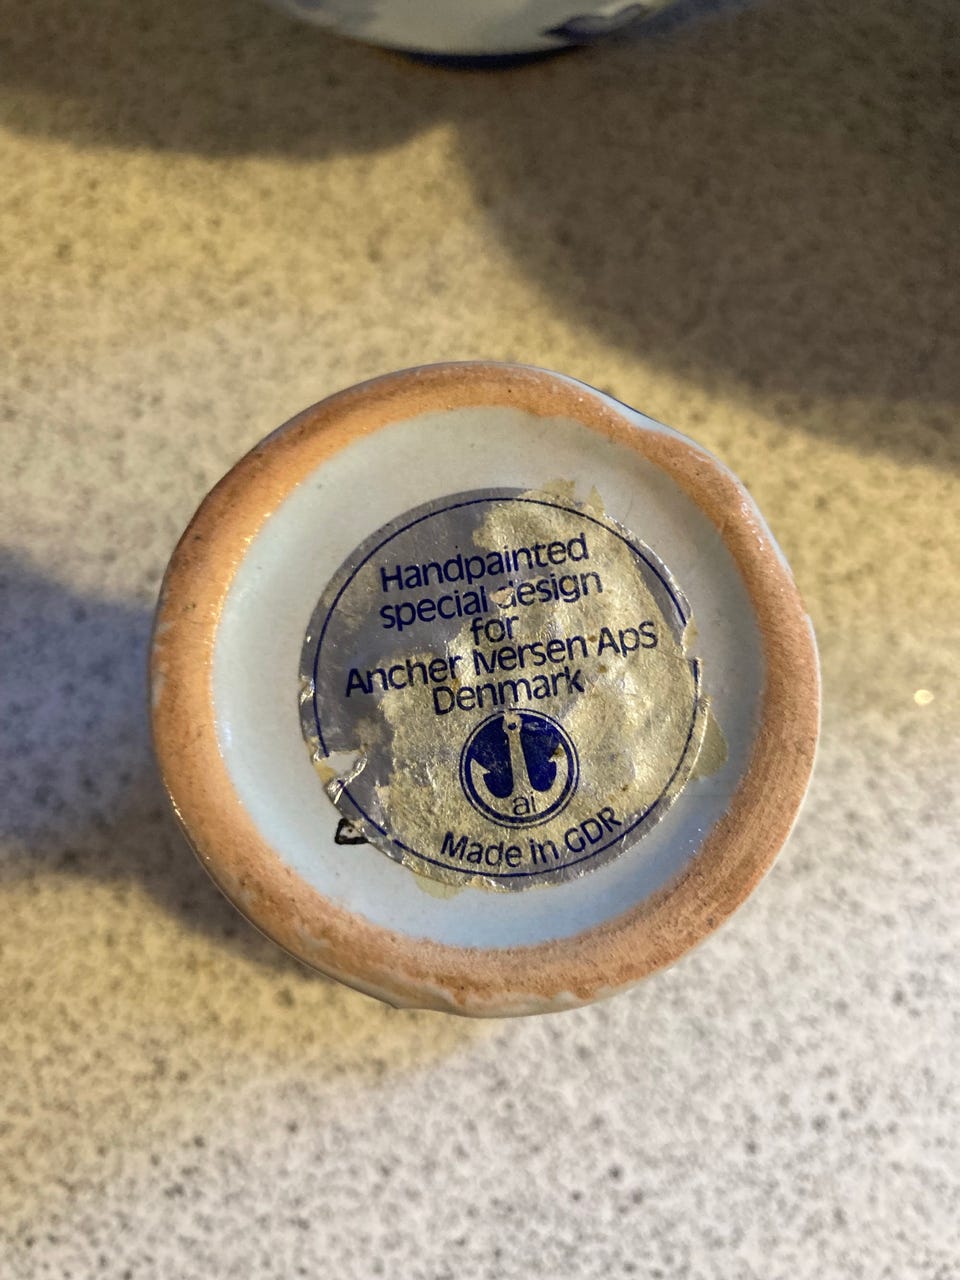 Handpainted
special design
for
Ancher Iversen Aps
Denmark
ai
Made in GDR